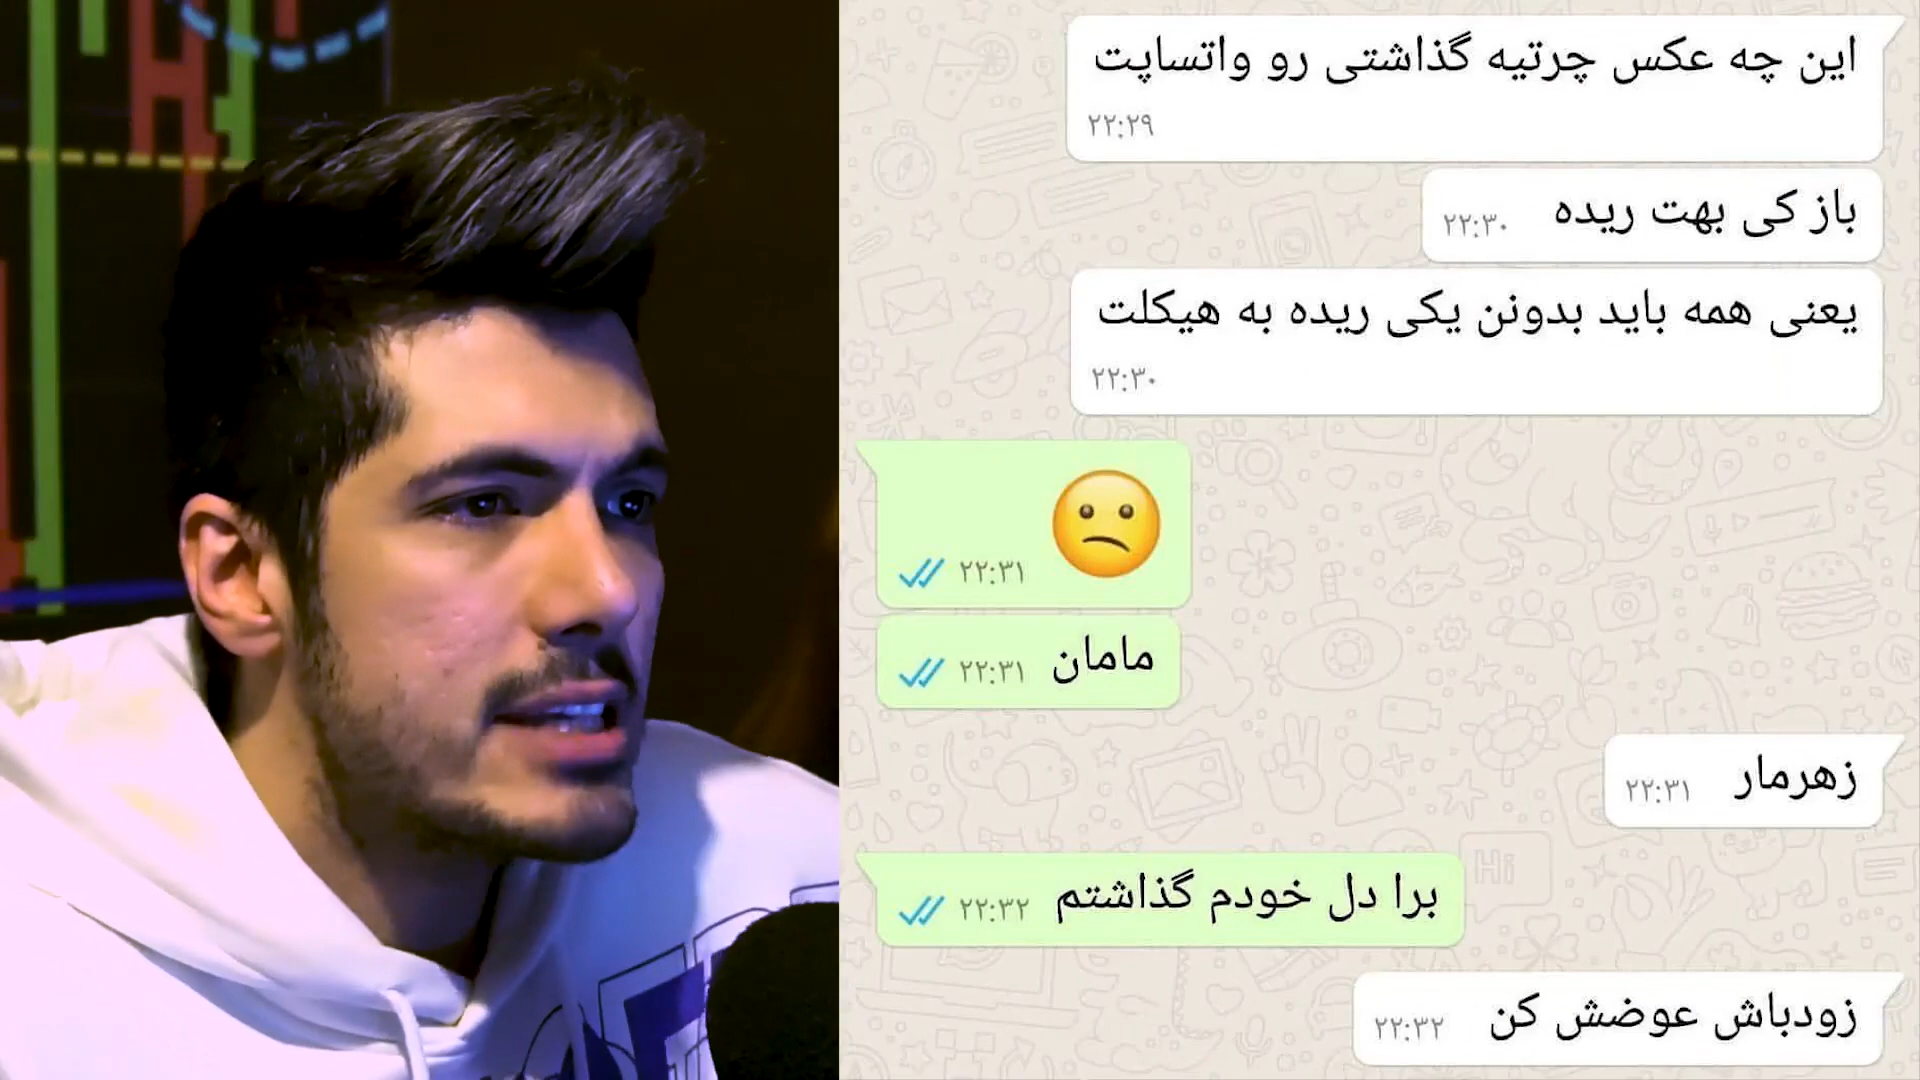 این چه عکس چرتیه گذاشتی رو واتساپت
۲۲:۲۹
باز کی بهت ریده ۲۲:۳۰
یعنی همه باید بدونن یکی ریده به هیکلت
۲۲:۳۰
۲۲:۳۱
مامان ۲۲:۳۱
زهرمار ۲۲:۳۱
برا دل خودم گذاشتم ۲۲:۳۲
زودباش عوضش کن ۲۲:۳۲